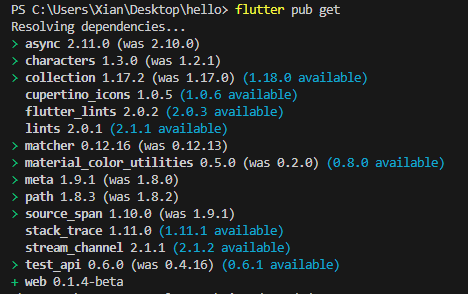 PS C:\Users\Xian\Desktop\hello> flutter pub get
Resolving dependencies...
> async 2.11.0 (was 2.10.0)
> characters 1.3.0 (was 1.2.1)
> collection 1.17.2 (was 1.17.0) (1.18.0 available)
  cupertino_icons 1.0.5 (1.0.6 available)
  flutter_lints 2.0.2 (2.0.3 available)
  lints 2.0.1 (2.1.1 available)
> matcher 0.12.16 (was 0.12.13)
> material_color_utilities 0.5.0 (was 0.2.0) (0.8.0 available)
> meta 1.9.1 (was 1.8.0)
> path 1.8.3 (was 1.8.2)
> source_span 1.10.0 (was 1.9.1)
  stack_trace 1.11.0 (1.11.1 available)
  stream_channel 2.1.1 (2.1.2 available)
> test_api 0.6.0 (was 0.4.16) (0.6.1 available)
+ web 0.1.4-beta